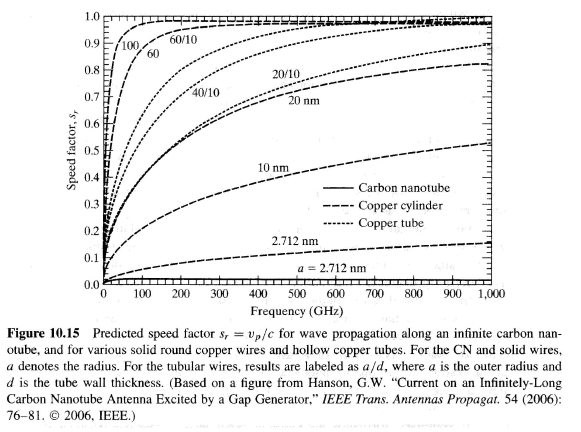 1.0
0.9
0.8
0.7
0.6
0.5
0.4
0.3
0.2
0.1
0.0
Speed factor, sᵣ
100
60
60/10
40/10
20/10
20 nm
10 nm
Carbon nanotube
Copper cylinder
Copper tube
2.712 nm
a = 2.712 nm
0 100 200 300 400 500 600 700 800 900 1,000
Frequency (GHz)
Figure 10.15 Predicted speed factor sᵣ = vₚ/c for wave propagation along an infinite carbon nan-
otube, and for various solid round copper wires and hollow copper tubes. For the CN and solid wires,
a denotes the radius. For the tubular wires, results are labeled as a/d, where a is the outer radius and
d is the tube wall thickness. (Based on a figure from Hanson, G.W. “Current on an Infinitely-Long
Carbon Nanotube Antenna Excited by a Gap Generator,” IEEE Trans. Antennas Propagat. 54 (2006):
76–81. © 2006, IEEE.)